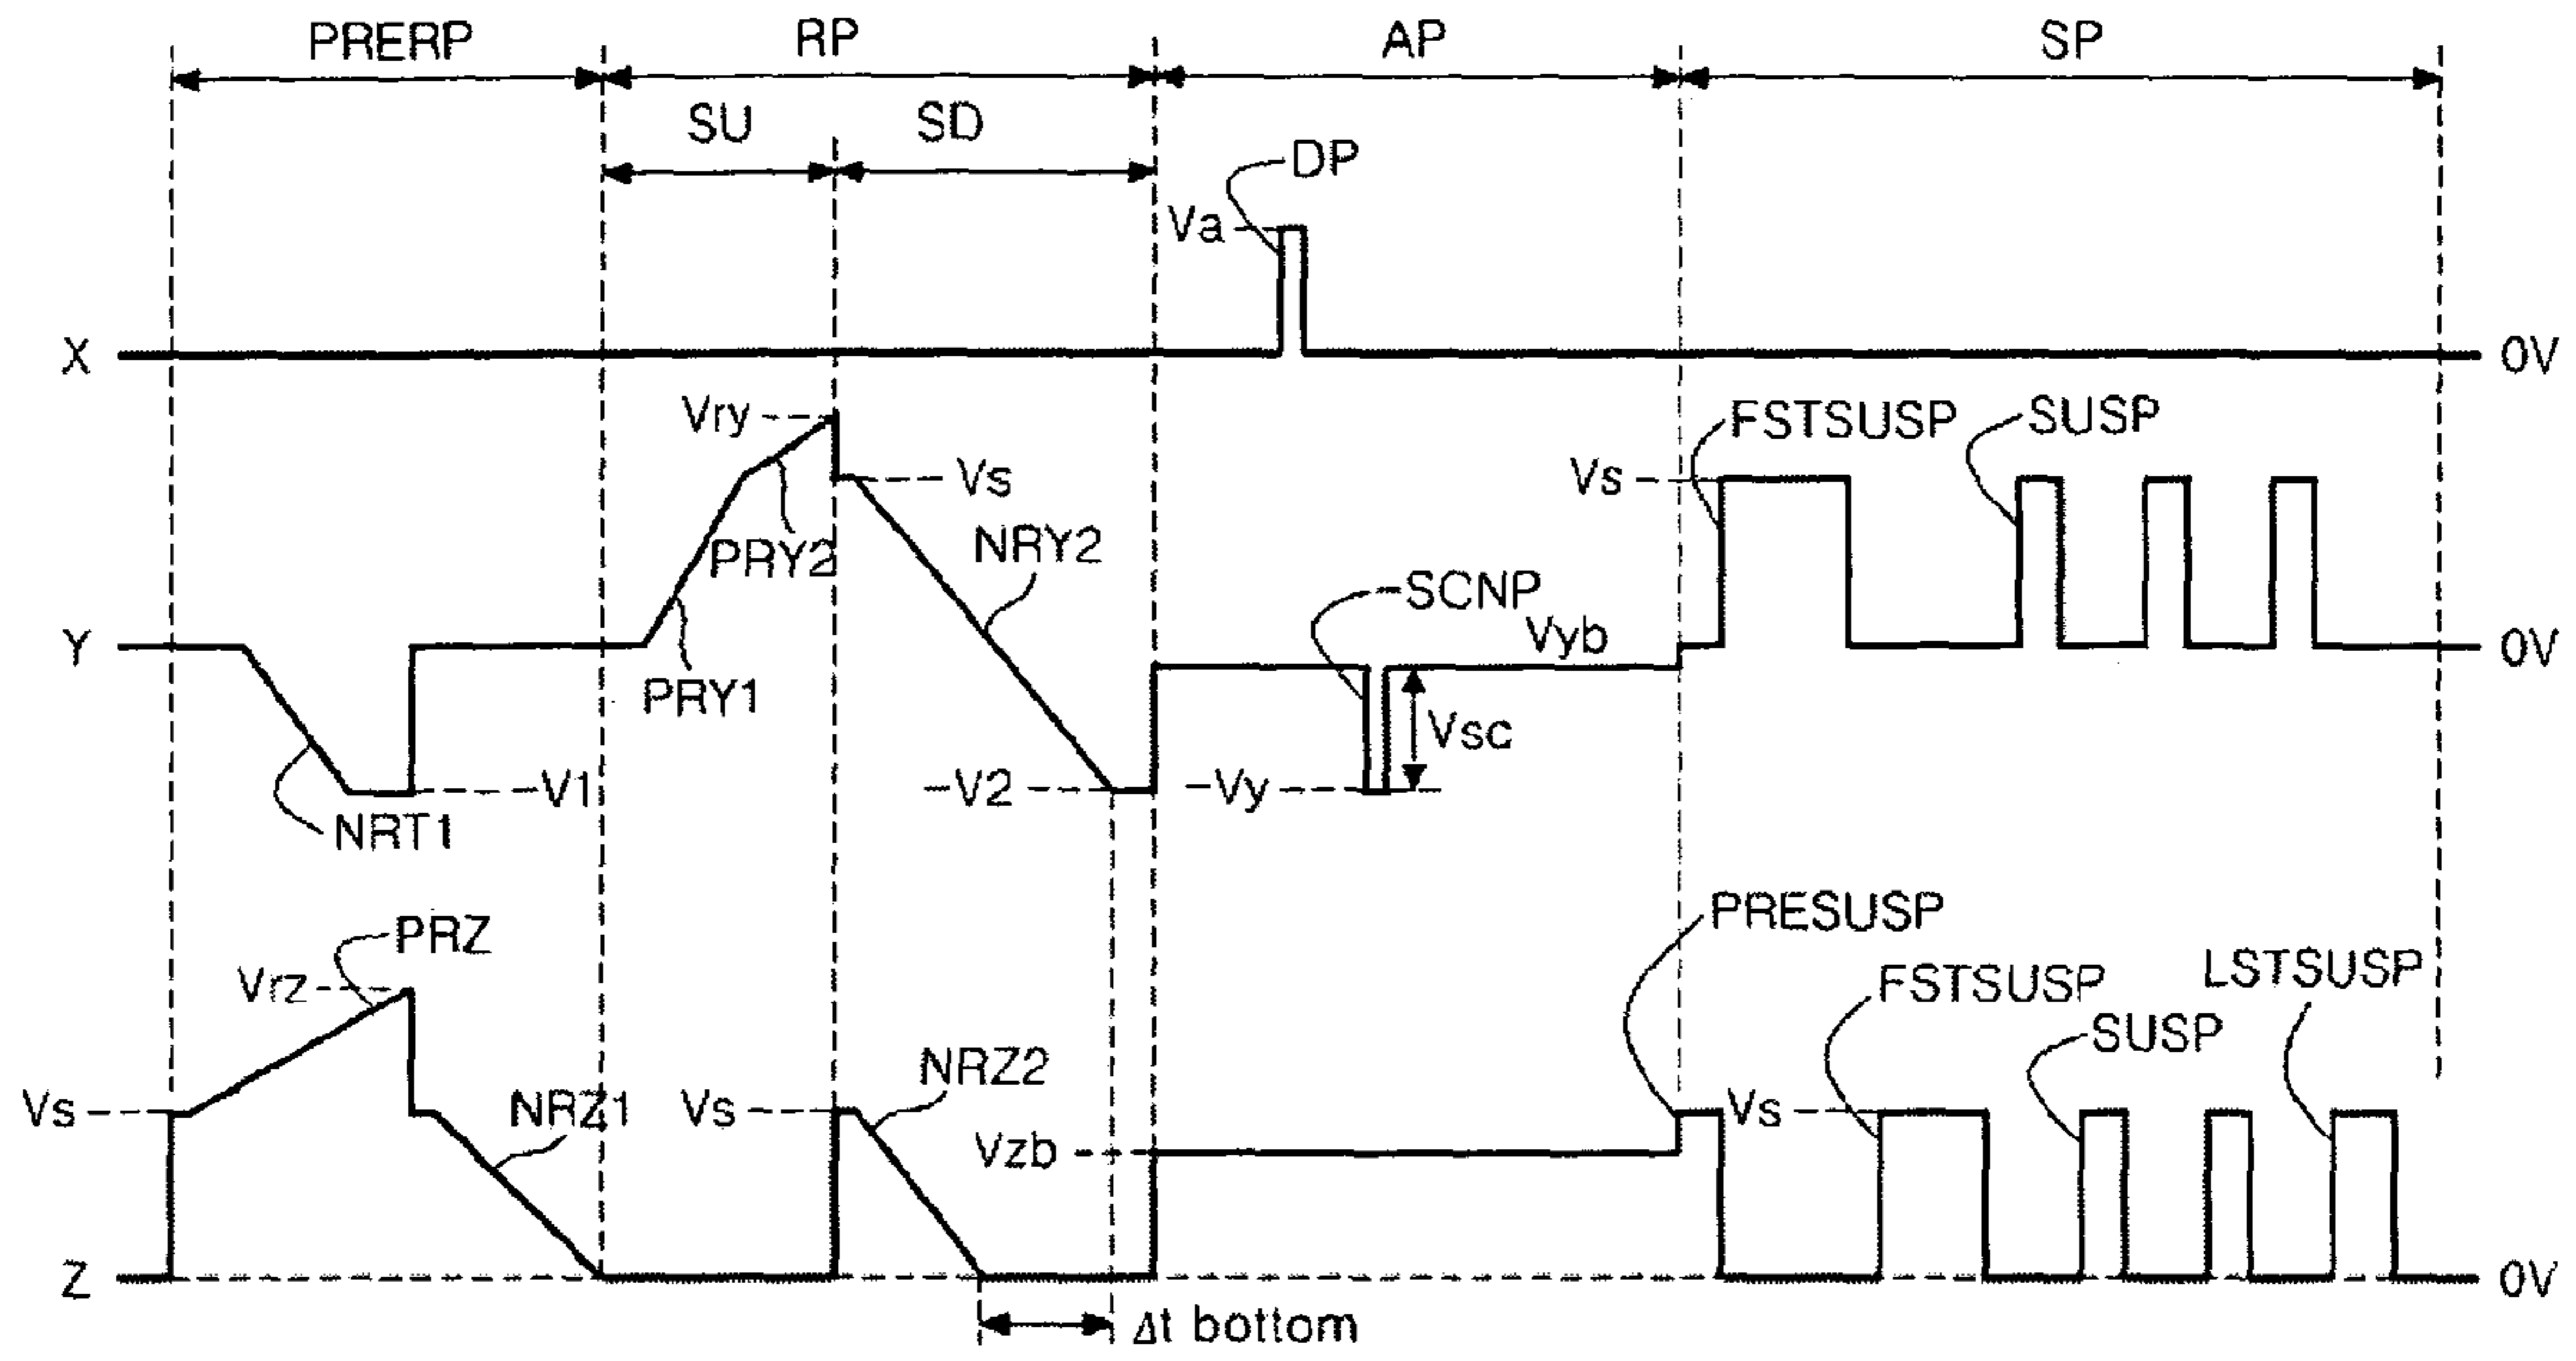 PRERP RP AP SP
SU SD
DP
Va
X 0V
Vry FSTSUSP SUSP
Vs Vs
PRY2 NRY2
-SCNP
Y Vyb 0V
PRY1
Vsc
-V1 -V2 -Vy
NRT1
PRESUSP
PRZ
Vrz FSTSUSP LSTSUSP
SUSP
NRZ2
Vs NRZ1 Vs Vs
Vzb
Z 0V
Δt bottom